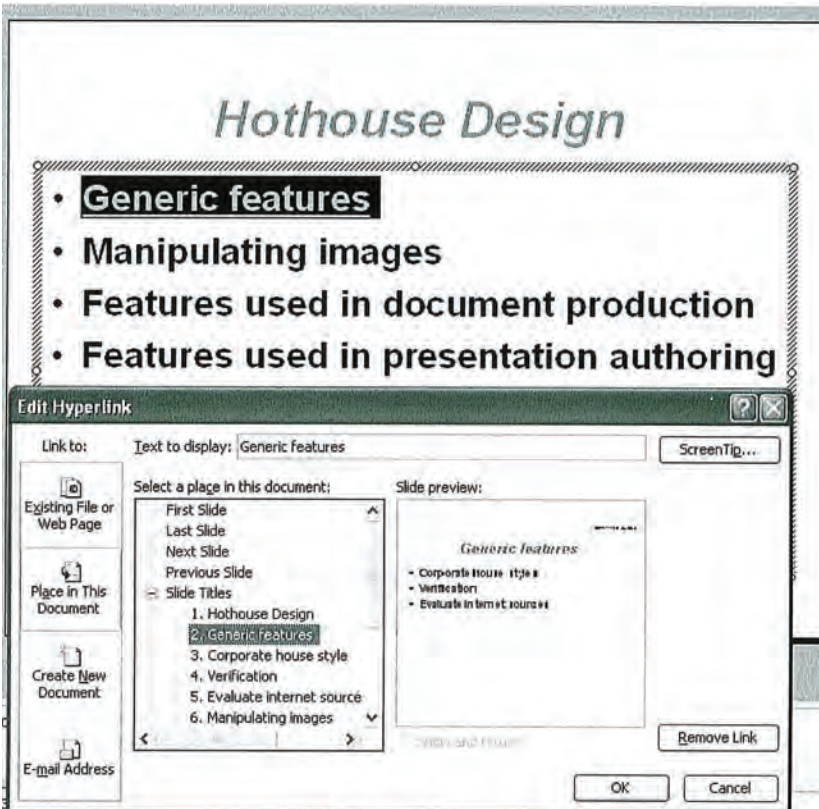 Hothouse Design
• Generic features
• Manipulating images
• Features used in document production
• Features used in presentation authoring
Edit Hyperlink
Link to:
Text to display: Generic features
ScreenTip...
Existing File or
Web Page
Place in This
Document
Create New
Document
E-mail Address
Select a place in this document:
First Slide
Last Slide
Next Slide
Previous Slide
Slide Titles
1. Hothouse Design
2. Generic features
3. Corporate house style
4. Verification
5. Evaluate internet source
6. Manipulating images
Slide preview:
Generic features
• Corporate house styles
• Verification
• Evaluate internet sources
Remove Link
OK
Cancel